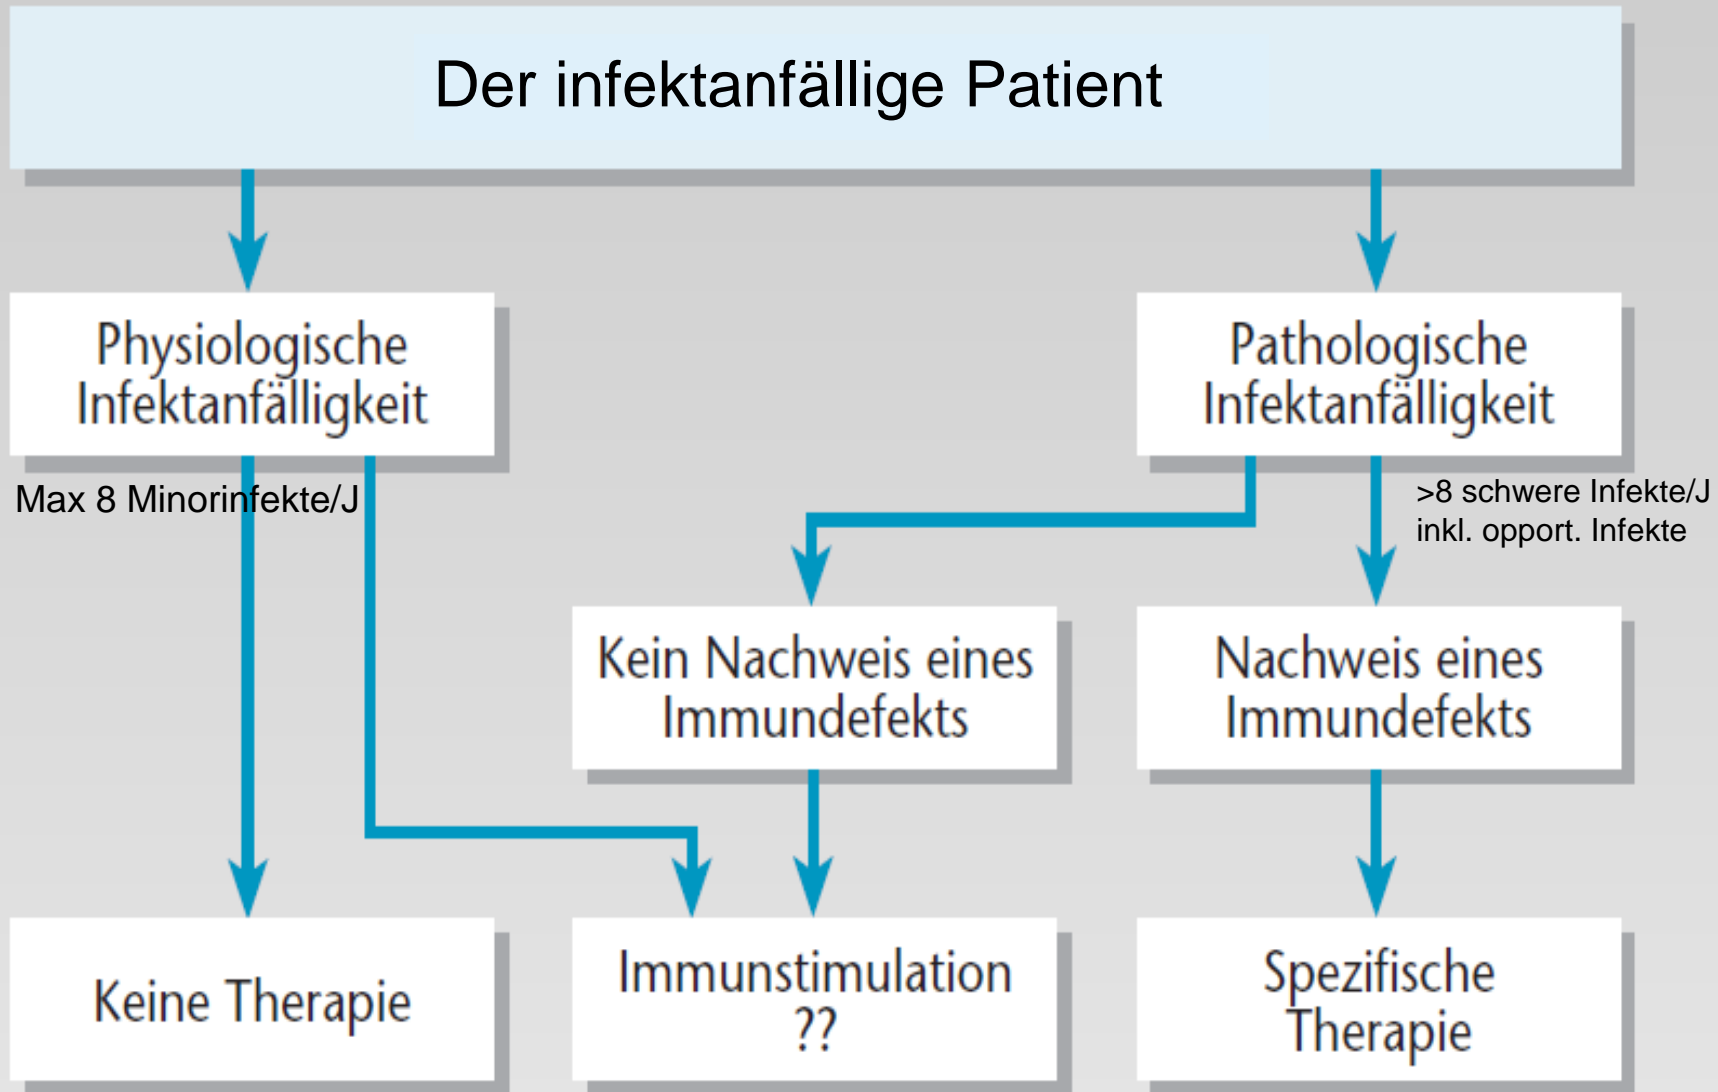 Der infektanfällige Patient
Physiologische
Infektanfälligkeit
Pathologische
Infektanfälligkeit
Max 8 Minorinfekte/J
>8 schwere Infekte/J
inkl. opport. Infekte
Kein Nachweis eines
Immundefekts
Nachweis eines
Immundefekts
Keine Therapie
Immunstimulation
??
Spezifische
Therapie